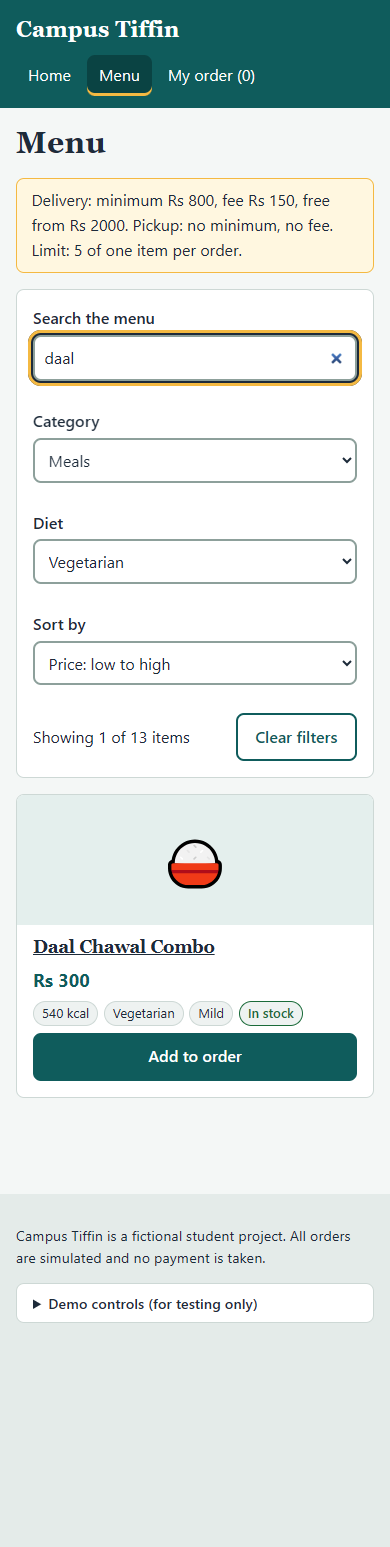 Campus Tiffin
Home Menu My order (0)
Menu
Delivery: minimum Rs 800, fee Rs 150, free
from Rs 2000. Pickup: no minimum, no fee.
Limit: 5 of one item per order.
Search the menu
daal
Category
Meals
Diet
Vegetarian
Sort by
Price: low to high
Showing 1 of 13 items
Clear filters
Daal Chawal Combo
Rs 300
540 kcal Vegetarian Mild In stock
Add to order
Campus Tiffin is a fictional student project. All orders
are simulated and no payment is taken.
Demo controls (for testing only)